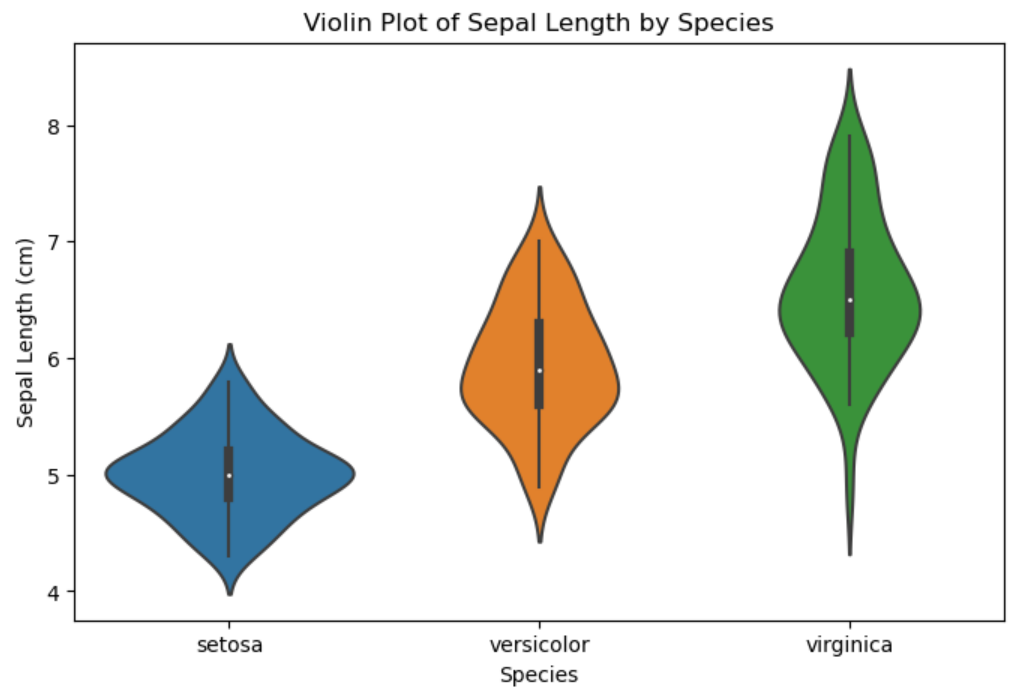 Violin Plot of Sepal Length by Species
Sepal Length (cm)
8
7
6
5
4
setosa versicolor virginica
Species